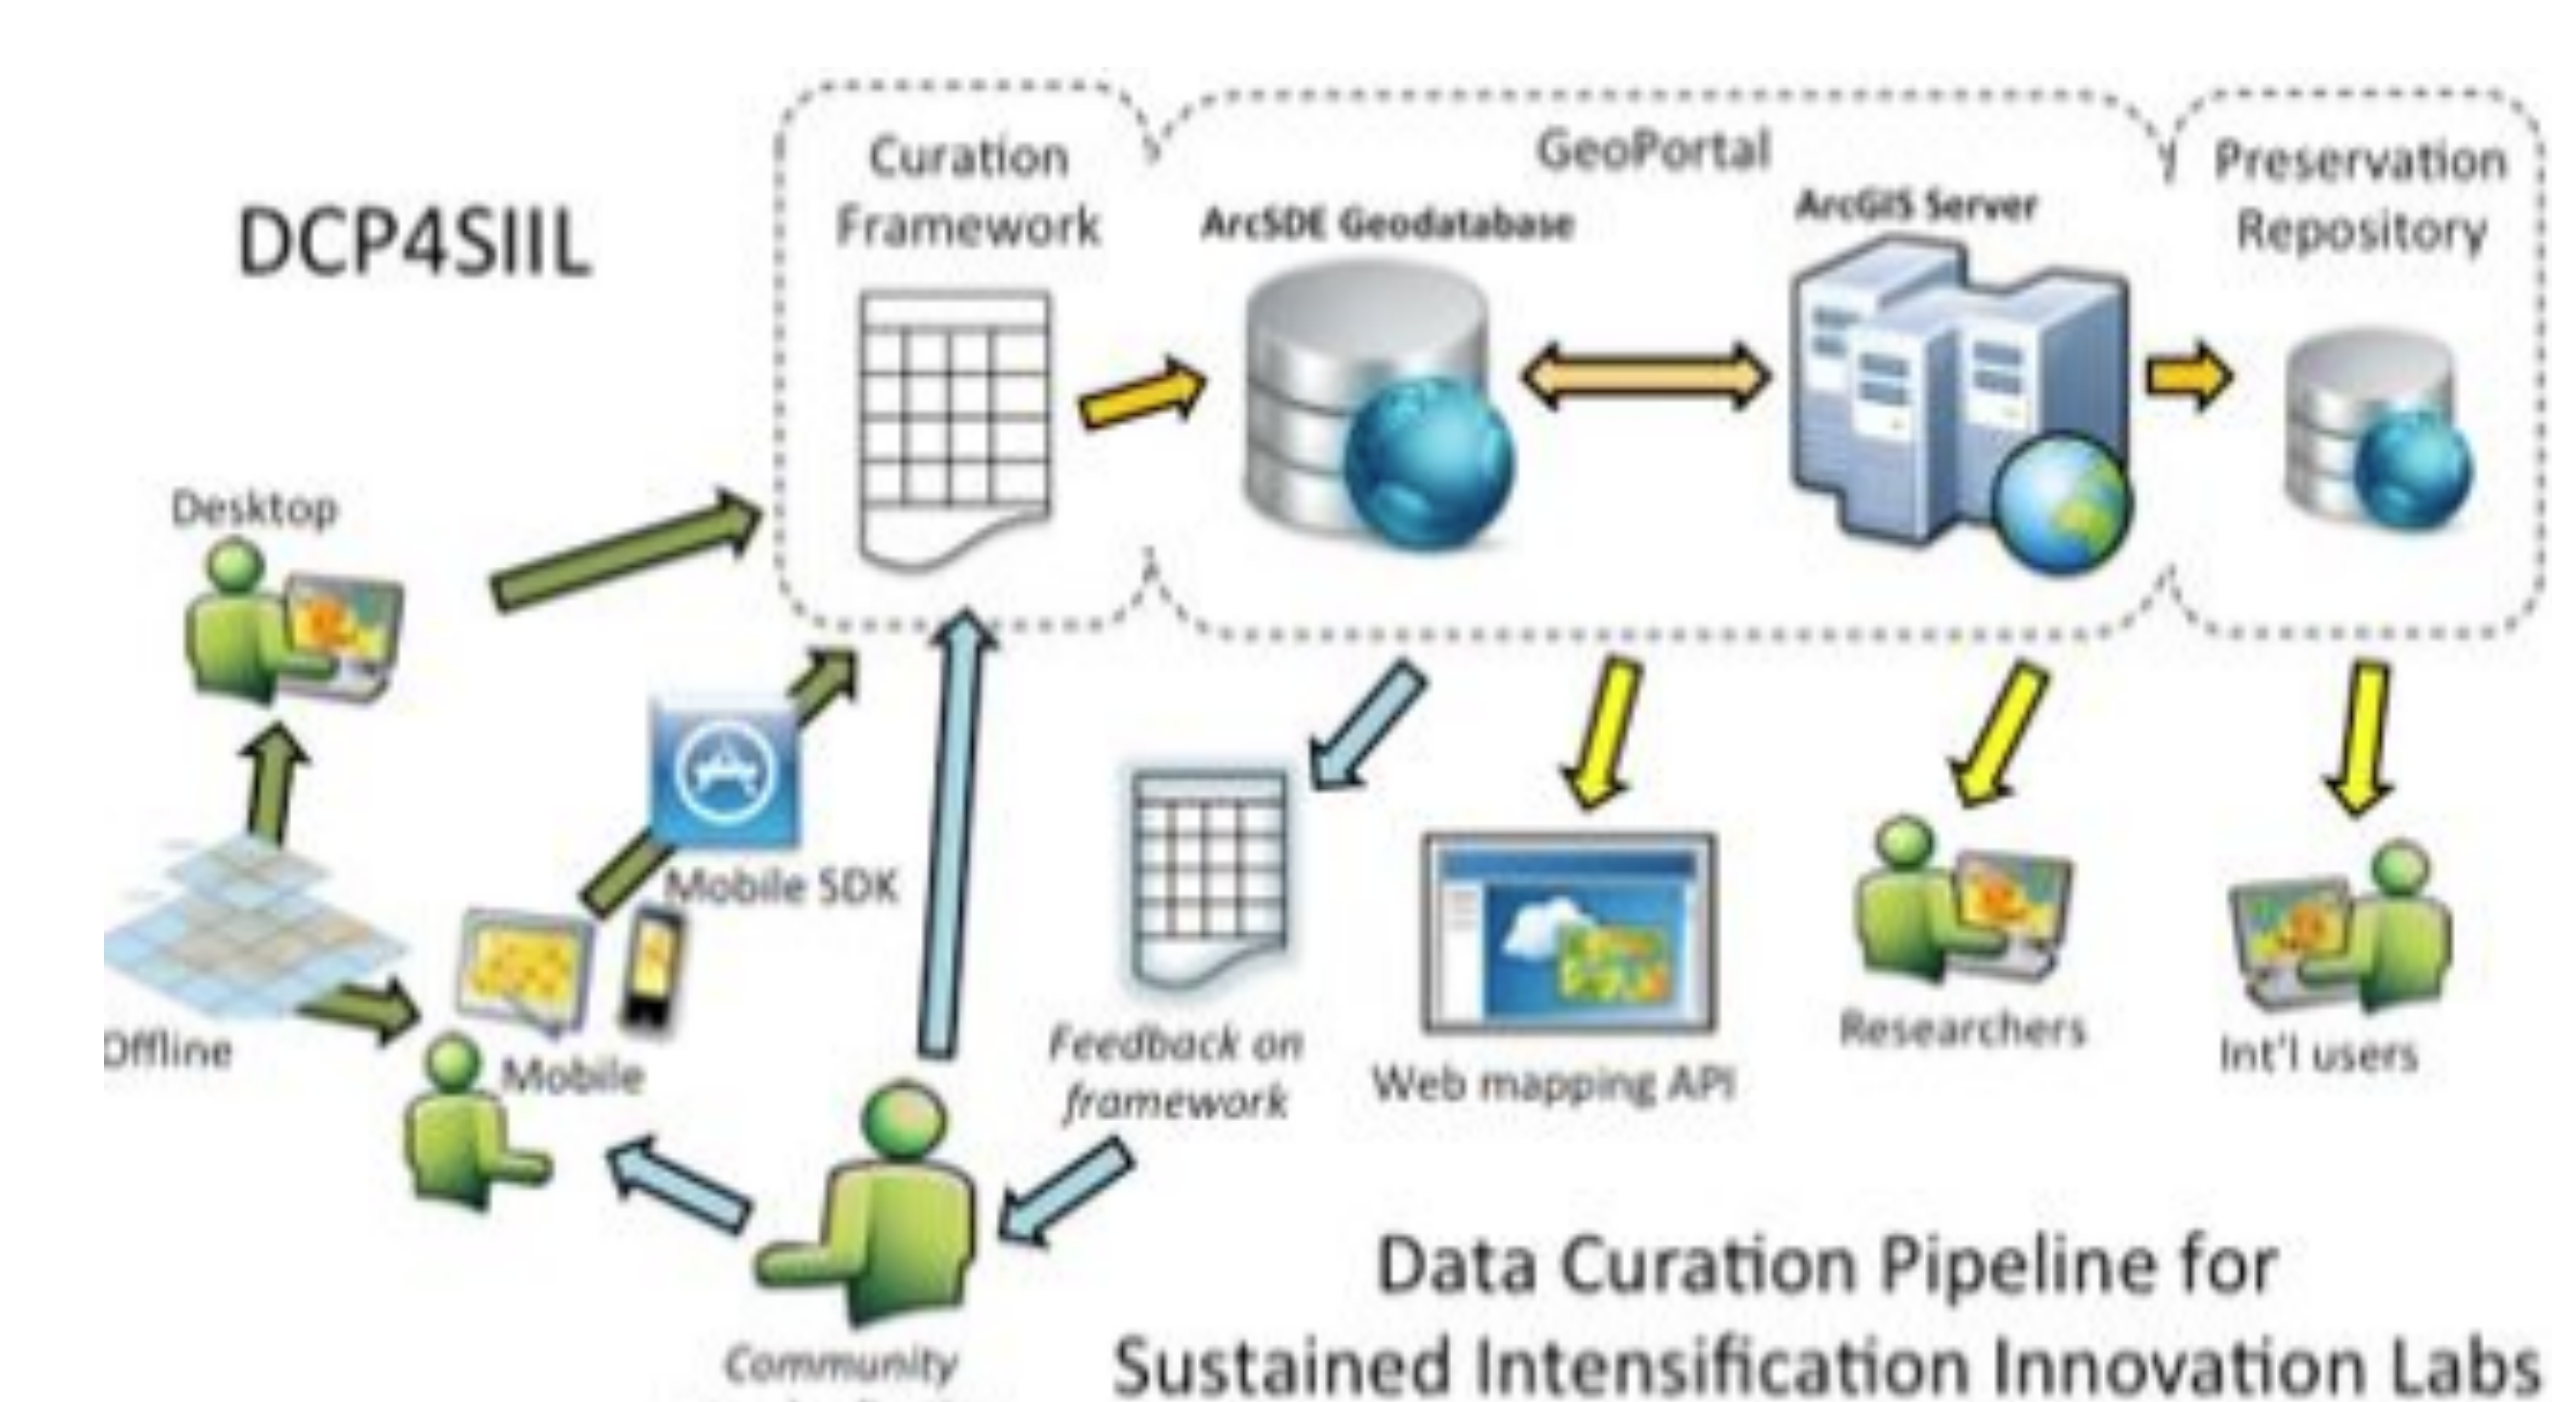 DCP4SIIL
Curation
Framework
GeoPortal
ArcSDE Geodatabase
ArcGIS Server
Preservation
Repository
Desktop
Mobile SDK
Offline
Mobile
Feedback on
framework
Web mapping API
Researchers
Int'l users
Community
Data Curation Pipeline for
Sustained Intensification Innovation Labs